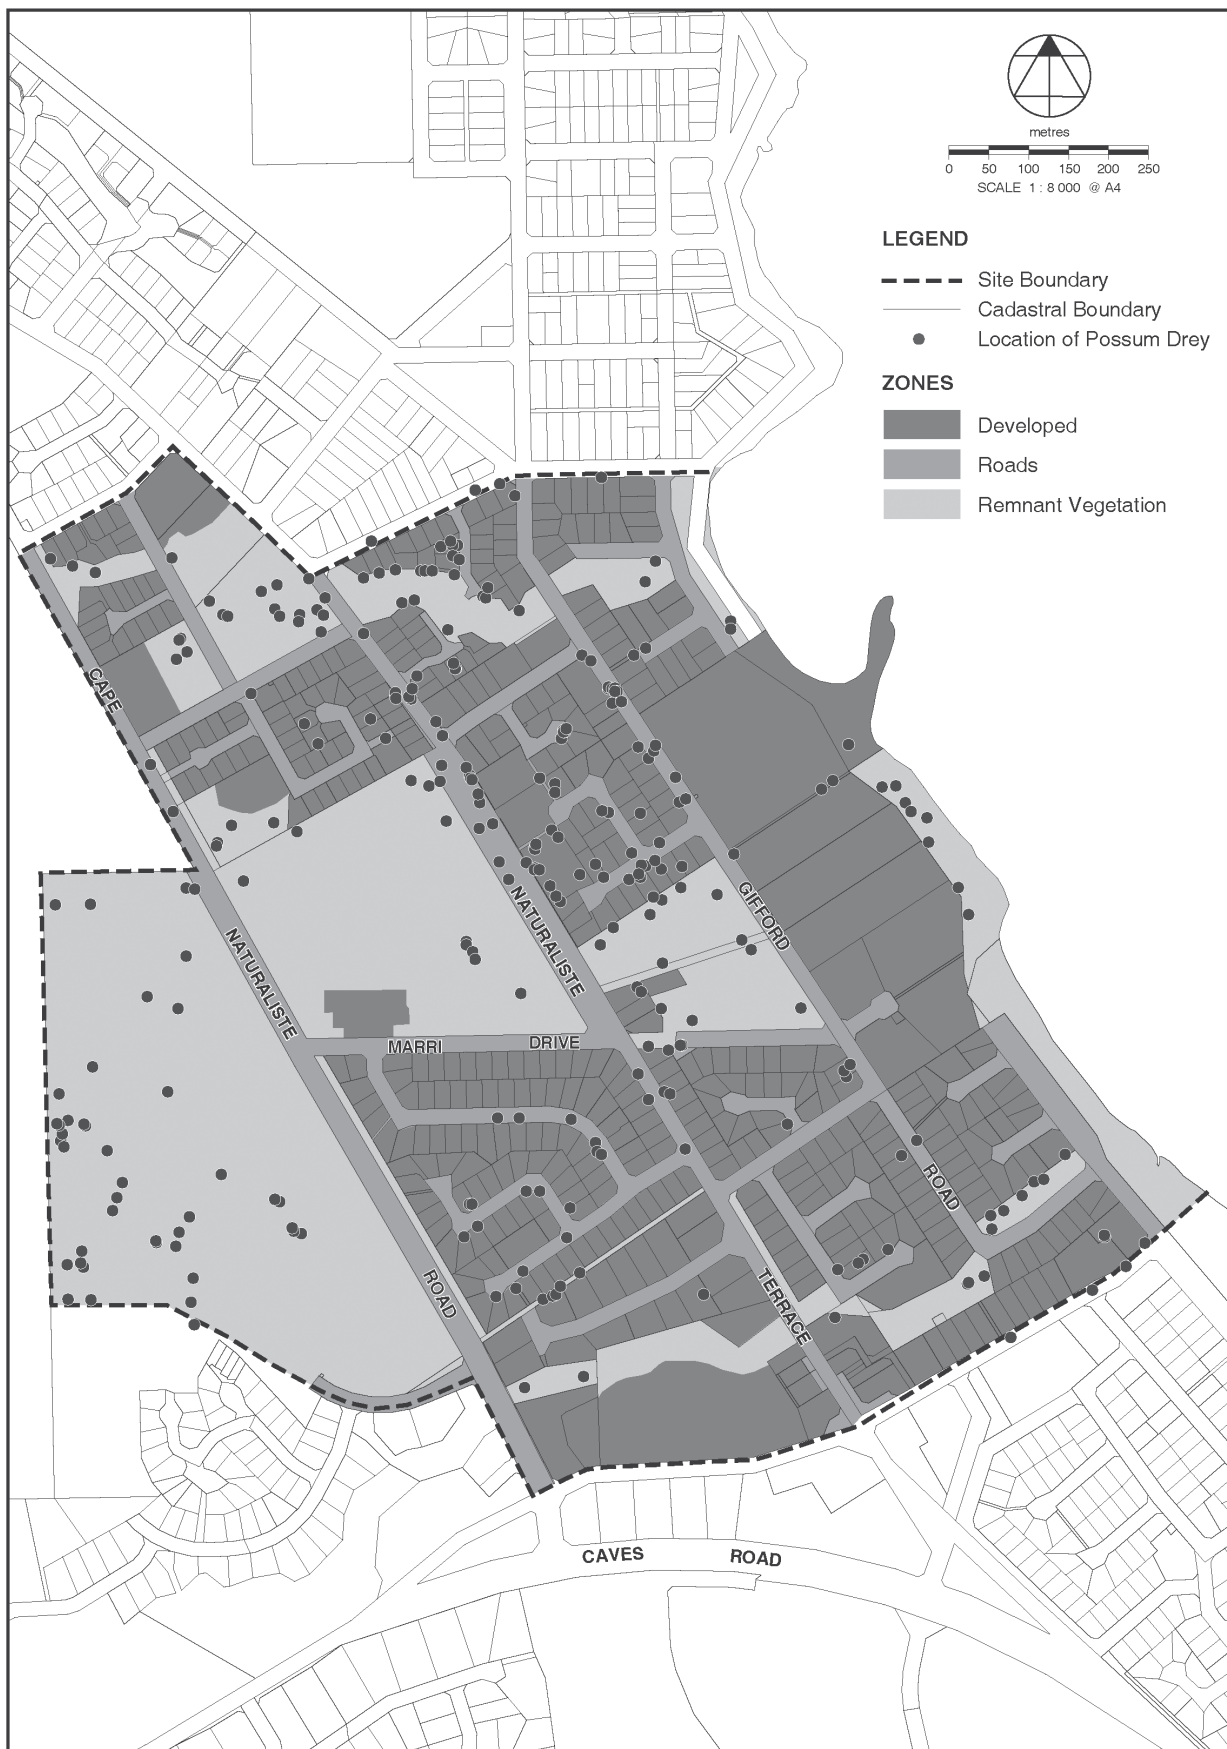 metres
0 50 100 150 200 250
SCALE 1 : 8 000 @ A4
LEGEND
Site Boundary
Cadastral Boundary
Location of Possum Drey
ZONES
Developed
Roads
Remnant Vegetation
CAPE
NATURALISTE
ROAD
NATURALISTE
TERRACE
GIFFORD
ROAD
MARRI DRIVE
CAVES ROAD